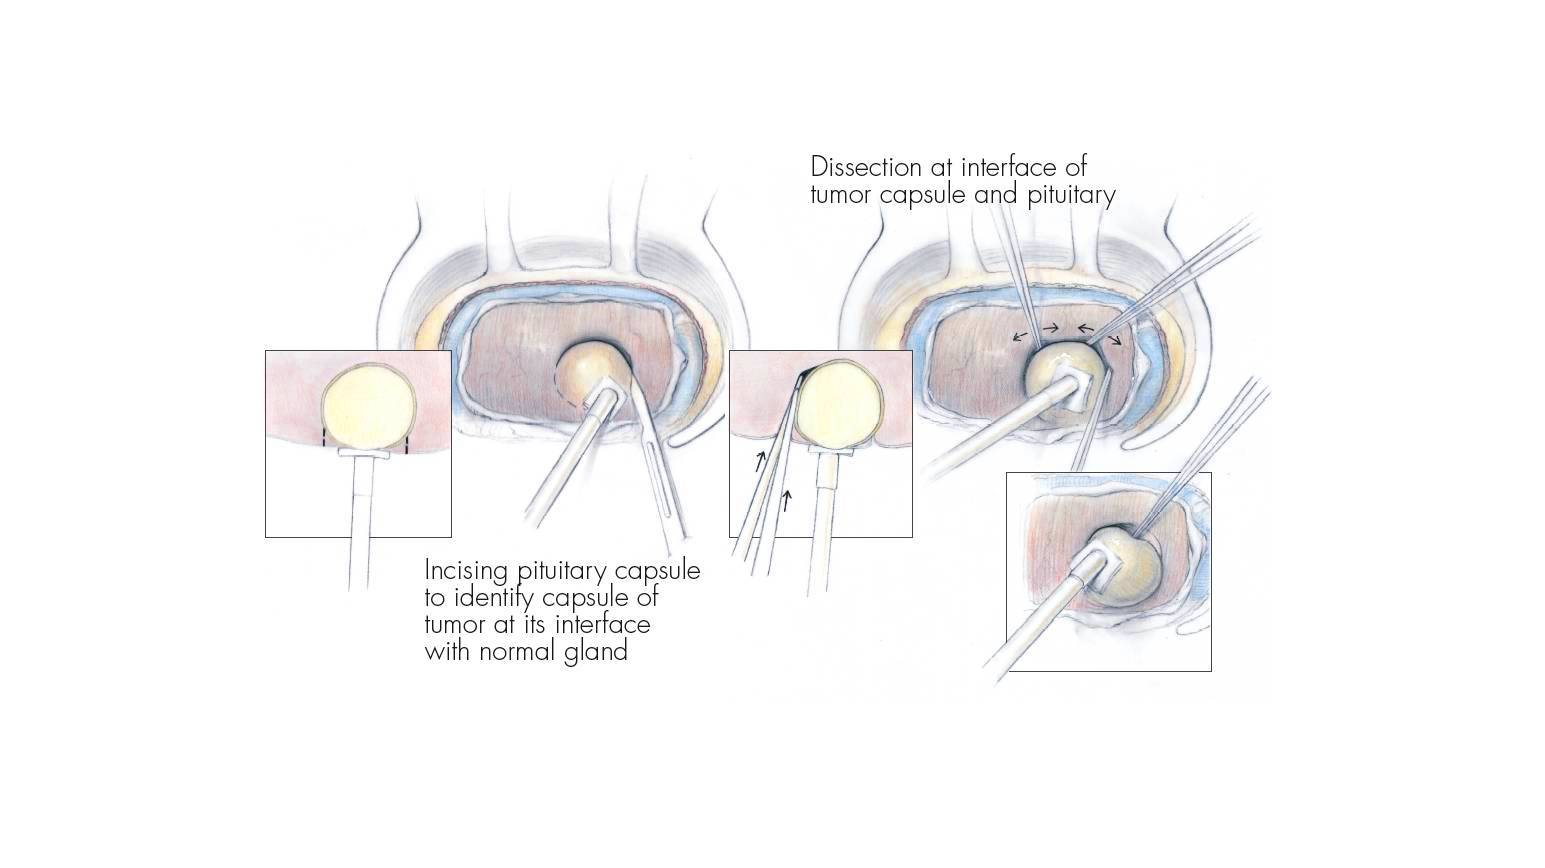 Dissection at interface of
tumor capsule and pituitary
Incising pituitary capsule
to identify capsule of
tumor at its interface
with normal gland